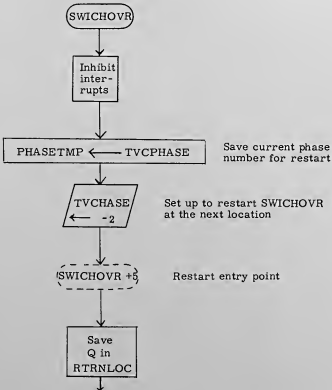 SWICHOVR
Inhibit
inter-
rupts
PHASETMP ← TVCPHASE
Save current phase
number for restart
TVCHASE
← -2
Set up to restart SWICHOVR
at the next location
SWICHOVR +5
Restart entry point
Save
Q in
RTRNLOC